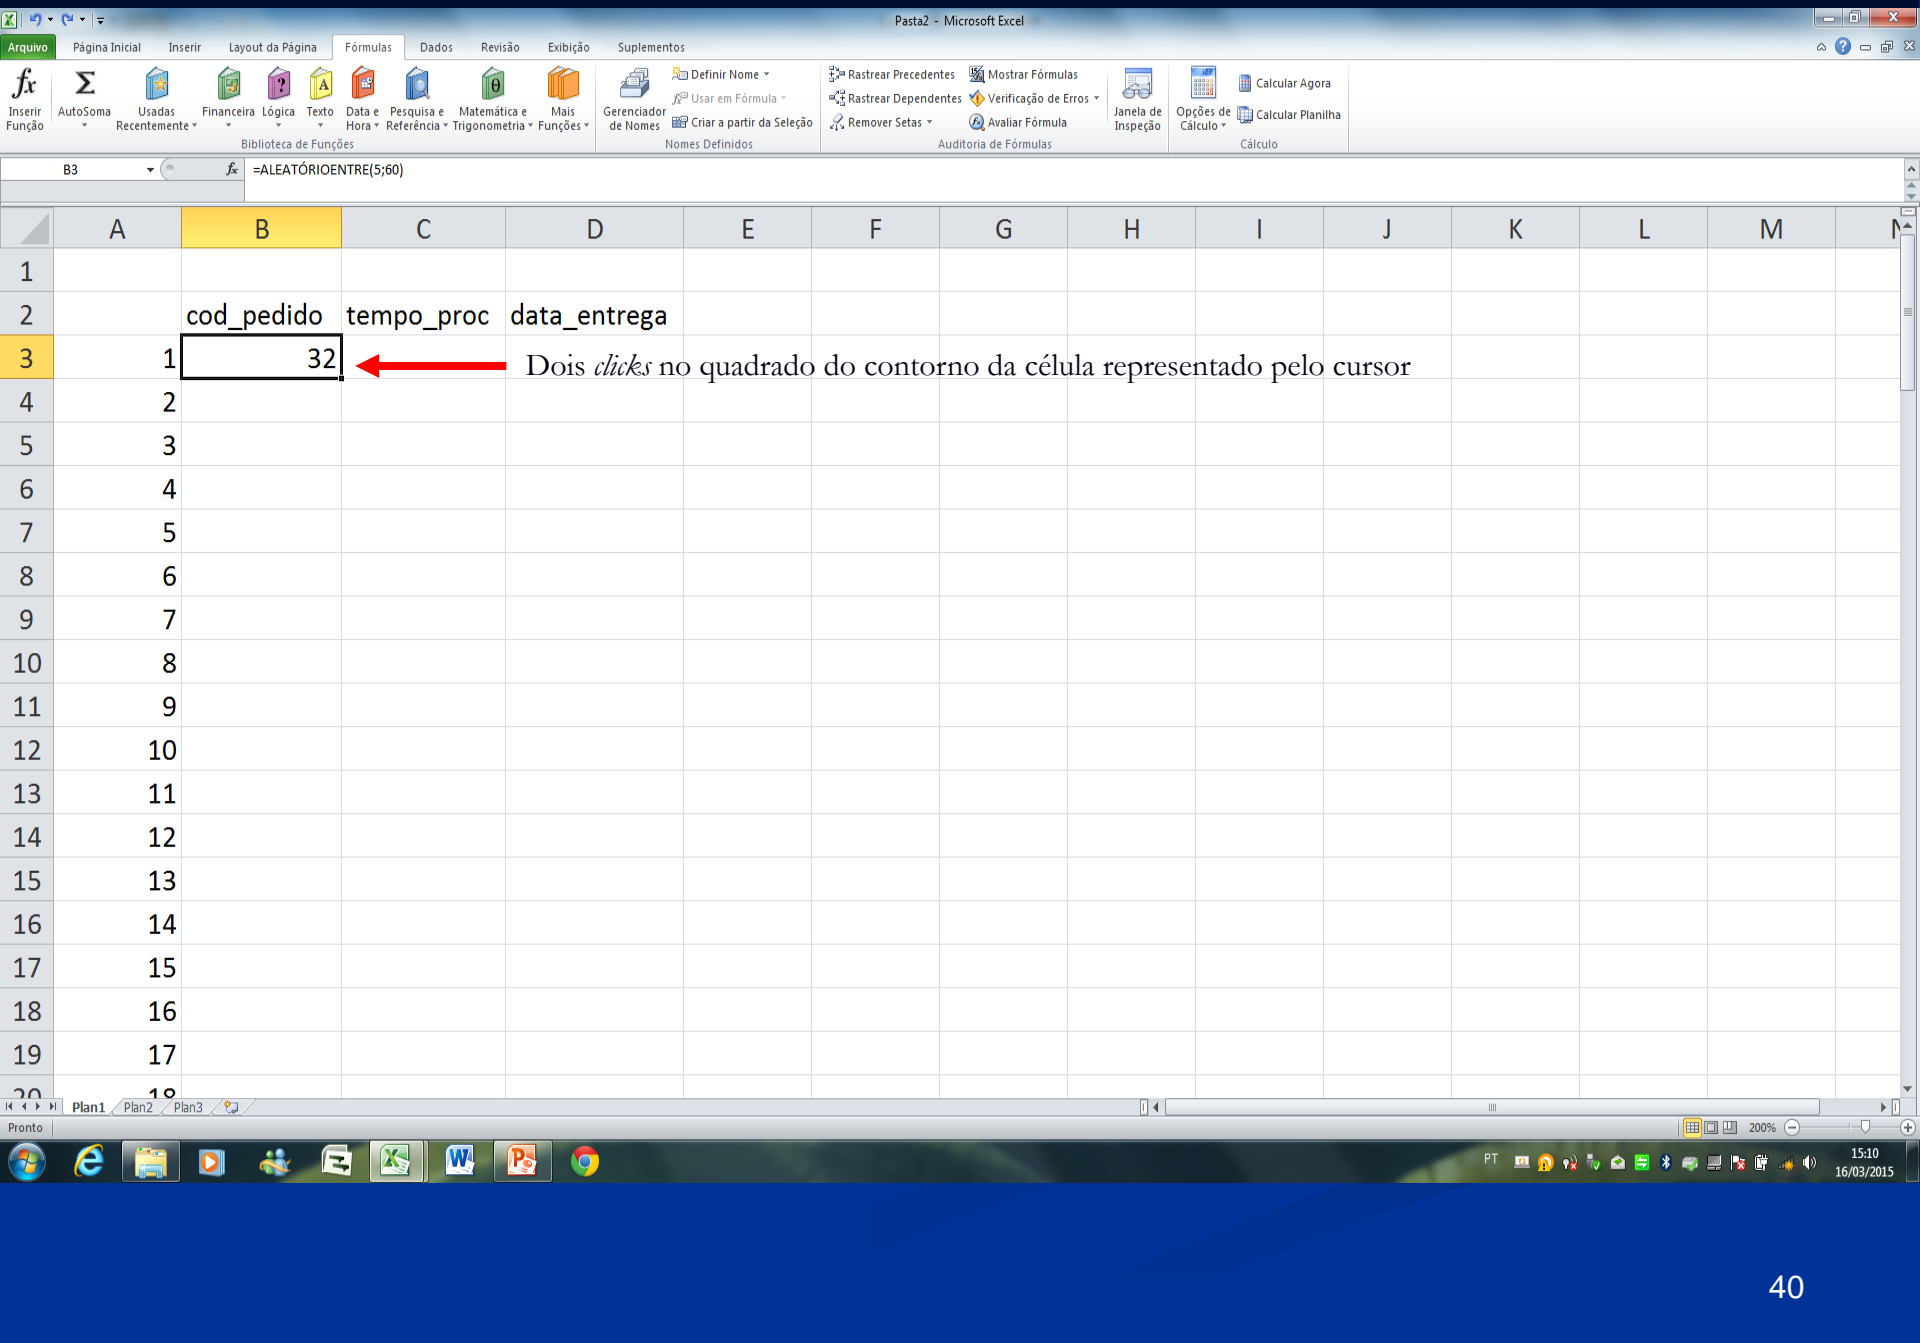 Pasta2 - Microsoft Excel
Arquivo Página Inicial Inserir Layout da Página Fórmulas Dados Revisão Exibição Suplementos
fx Inserir Função
Σ AutoSoma
Usadas Recentemente
Financeira
? Lógica
A Texto
Data e Hora
Pesquisa e Referência
θ Matemática e Trigonometria
Mais Funções
Biblioteca de Funções
Gerenciador de Nomes
Definir Nome
Usar em Fórmula
Criar a partir da Seleção
Nomes Definidos
Rastrear Precedentes
Rastrear Dependentes
Remover Setas
Mostrar Fórmulas
Verificação de Erros
Avaliar Fórmula
Janela de Inspeção
Auditoria de Fórmulas
Opções de Cálculo
Calcular Agora
Calcular Planilha
Cálculo
B3 fx =ALEATÓRIOENTRE(5;60)
A B C D E F G H I J K L M N
1
2 cod_pedido tempo_proc data_entrega
3 1 32 Dois clicks no quadrado do contorno da célula representado pelo cursor
4 2
5 3
6 4
7 5
8 6
9 7
10 8
11 9
12 10
13 11
14 12
15 13
16 14
17 15
18 16
19 17
20 18
Plan1 Plan2 Plan3
Pronto 200%
PT 15:10
16/03/2015
40